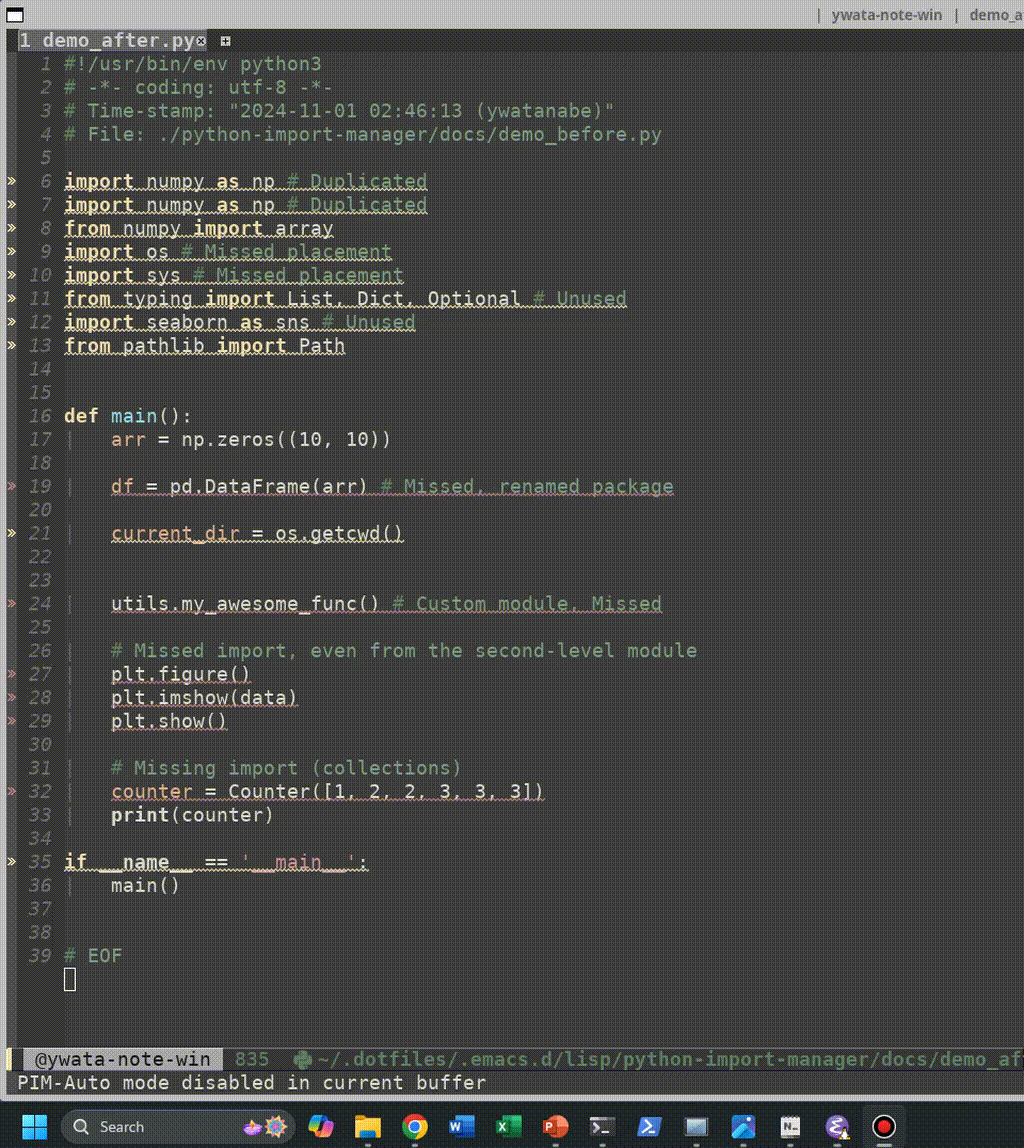 | ywata-note-win | demo_a
1 demo_after.py
1 #!/usr/bin/env python3
2 # -*- coding: utf-8 -*-
3 # Time-stamp: "2024-11-01 02:46:13 (ywatanabe)"
4 # File: ./python-import-manager/docs/demo_before.py
5
» 6 import numpy as np # Duplicated
» 7 import numpy as np # Duplicated
» 8 from numpy import array
» 9 import os # Missed placement
» 10 import sys # Missed placement
» 11 from typing import List, Dict, Optional # Unused
» 12 import seaborn as sns # Unused
» 13 from pathlib import Path
14
15
16 def main():
17 |   arr = np.zeros((10, 10))
18
» 19 |   df = pd.DataFrame(arr) # Missed, renamed package
20
» 21 |   current_dir = os.getcwd()
22
23
» 24 |   utils.my_awesome_func() # Custom module, Missed
25
26 |   # Missed import, even from the second-level module
» 27 |   plt.figure()
» 28 |   plt.imshow(data)
» 29 |   plt.show()
30
31 |   # Missing import (collections)
» 32 |   counter = Counter([1, 2, 2, 3, 3, 3])
33 |   print(counter)
34
» 35 if __name__ == '__main__':
36 |   main()
37
38
39 # EOF
@ywata-note-win 835 ~/.dotfiles/.emacs.d/lisp/python-import-manager/docs/demo_af
PIM-Auto mode disabled in current buffer
Search